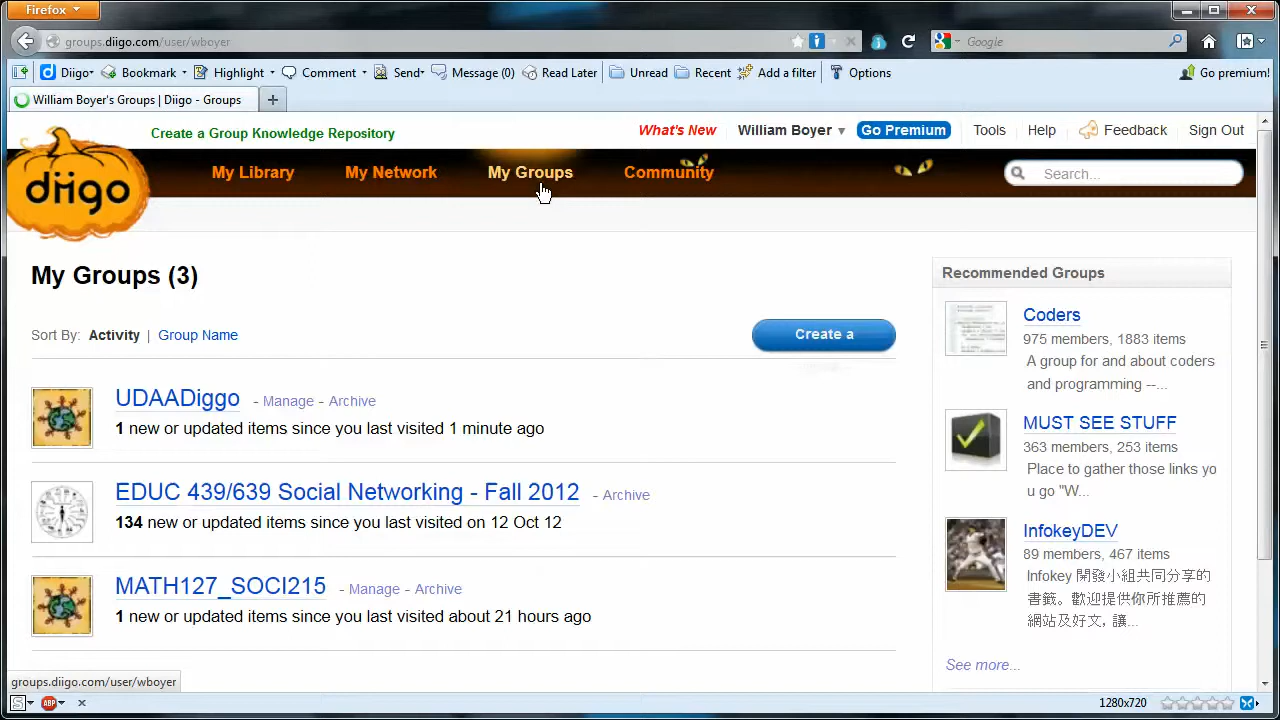 Firefox
groups.diigo.com/user/wboyer
Google
Diigo Bookmark Highlight Comment Send Message (0) Read Later Unread Recent Add a filter Options Go premium!
William Boyer's Groups | Diigo - Groups
Create a Group Knowledge Repository
What's New William Boyer Go Premium Tools Help Feedback Sign Out
diigo
My Library My Network My Groups Community
Search...
My Groups (3)
Sort By: Activity | Group Name
Create a
UDAADiggo - Manage - Archive
1 new or updated items since you last visited 1 minute ago
EDUC 439/639 Social Networking - Fall 2012 - Archive
134 new or updated items since you last visited on 12 Oct 12
MATH127_SOCI215 - Manage - Archive
1 new or updated items since you last visited about 21 hours ago
Recommended Groups
Coders
975 members, 1883 items
A group for and about coders
and programming --...
MUST SEE STUFF
363 members, 253 items
Place to gather those links yo
u go "W...
InfokeyDEV
89 members, 467 items
Infokey 開發小組共同分享的
書籤。歡迎提供你所推薦的
網站及好文, 讓...
See more...
groups.diigo.com/user/wboyer
S ABP 1280x720